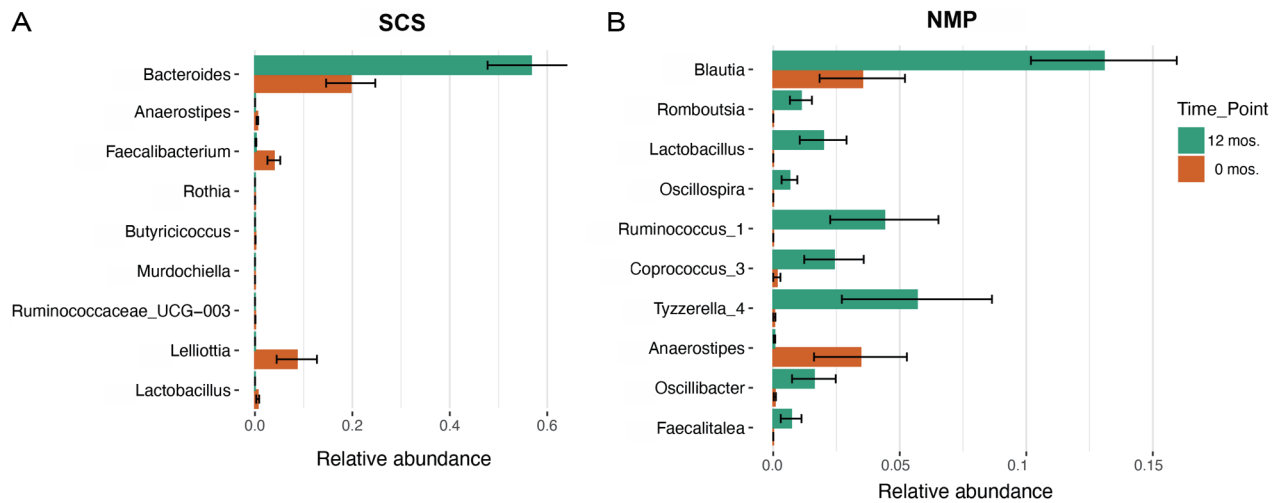 A
SCS
Bacteroides
Anaerostipes
Faecalibacterium
Rothia
Butyricicoccus
Murdochiella
Ruminococcaceae_UCG−003
Lelliottia
Lactobacillus
0.0 0.2 0.4 0.6
Relative abundance
B
NMP
Blautia
Romboutsia
Lactobacillus
Oscillospira
Ruminococcus_1
Coprococcus_3
Tyzzerella_4
Anaerostipes
Oscillibacter
Faecalitalea
0.0 0.05 0.1 0.15
Relative abundance
Time_Point
12 mos.
0 mos.